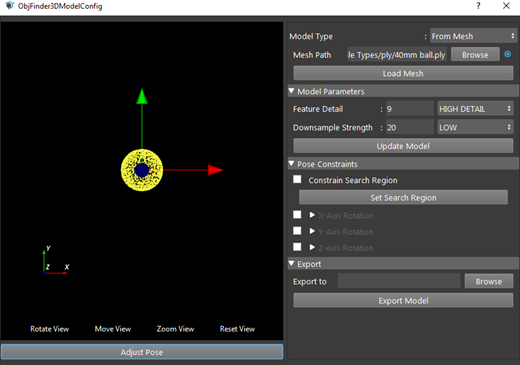 ObjFinder3DModelConfig
?
Model Type : From Mesh
Mesh Path le Types/ply/40mm ball.ply Browse
Load Mesh
Model Parameters
Feature Detail : 9 HIGH DETAIL
Downsample Strength : 20 LOW
Update Model
Pose Constraints
Constrain Search Region
Set Search Region
X-Axis Rotation
Y-Axis Rotation
Z-Axis Rotation
Export
Export to Browse
Export Model
Y
Z X
Rotate View Move View Zoom View Reset View
Adjust Pose